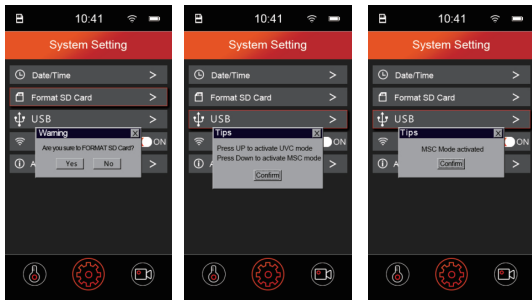 10:41
System Setting
Date/Time >
Format SD Card >
USB >
Warning X
Are you sure to FORMAT SD Card?
ON
Yes No
A >
10:41
System Setting
Date/Time >
Format SD Card >
USB >
Tips X
Press UP to activate UVC mode
Press Down to activate MSC mode
ON
Confirm
A >
10:41
System Setting
Date/Time >
Format SD Card >
USB >
Tips X
MSC Mode activated
ON
Confirm
A >